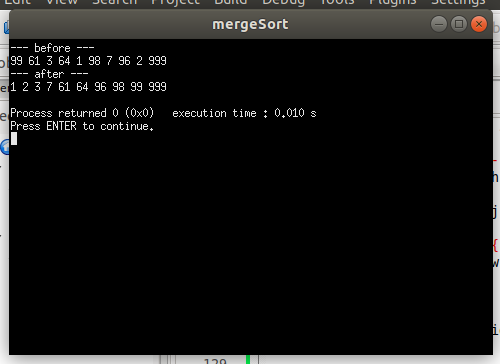 Edit View Search Project Build Debug Tools Plugins Settings
mergeSort
--- before ---
99 61 3 64 1 98 7 96 2 999
--- after ---
1 2 3 7 61 64 96 98 99 999
Process returned 0 (0x0)   execution time : 0.010 s
Press ENTER to continue.
129